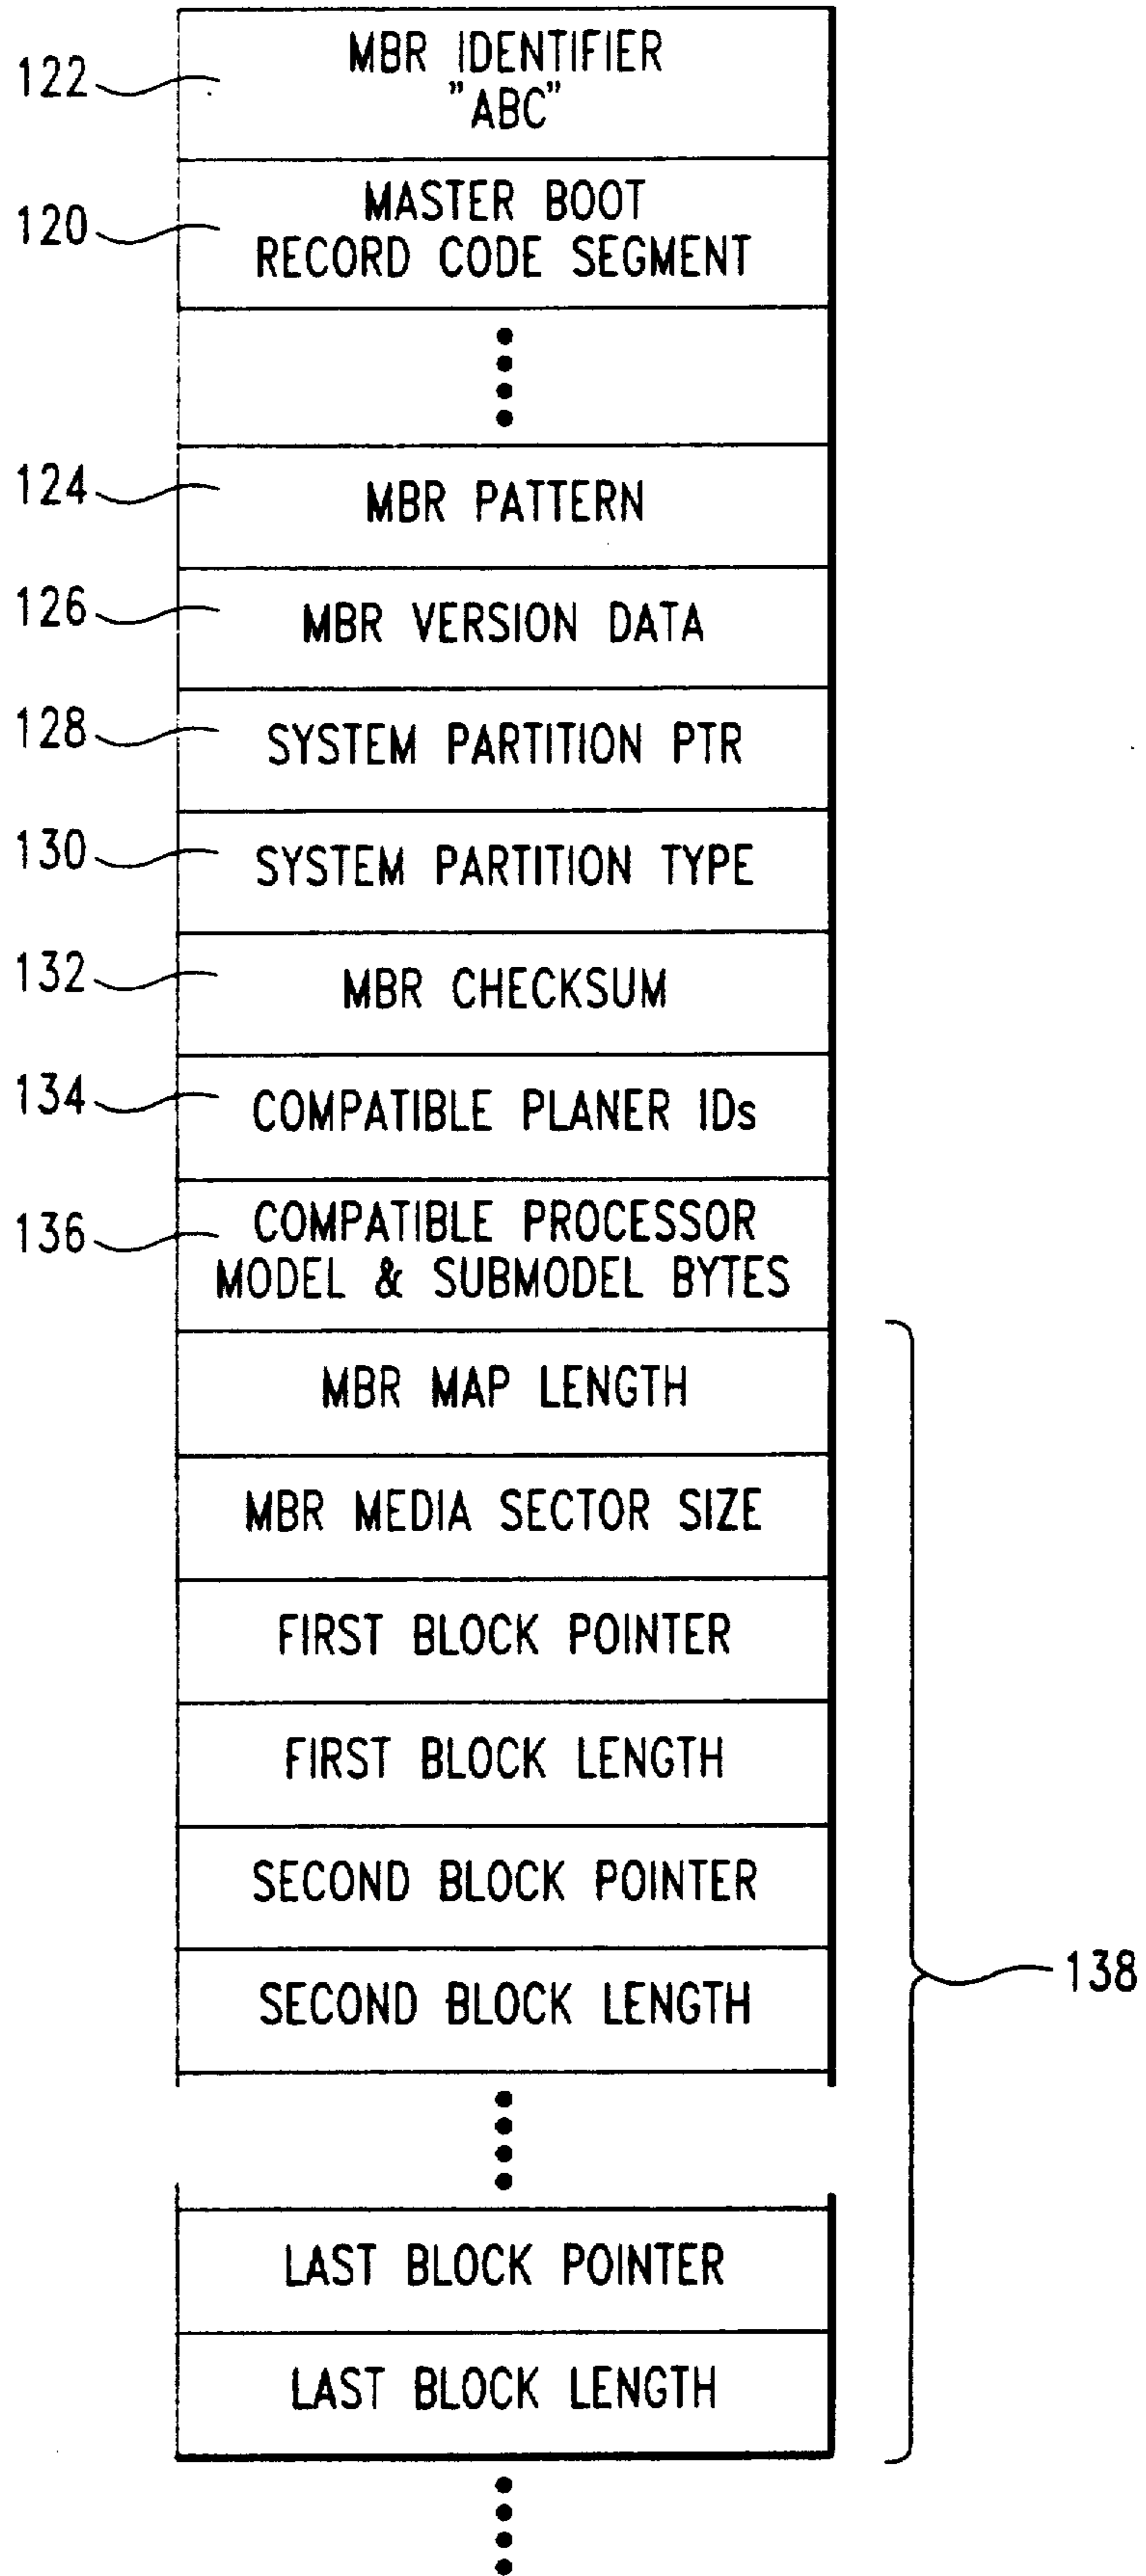 122
MBR IDENTIFIER
"ABC"
120
MASTER BOOT
RECORD CODE SEGMENT
124
MBR PATTERN
126
MBR VERSION DATA
128
SYSTEM PARTITION PTR
130
SYSTEM PARTITION TYPE
132
MBR CHECKSUM
134
COMPATIBLE PLANER IDs
136
COMPATIBLE PROCESSOR
MODEL & SUBMODEL BYTES
MBR MAP LENGTH
MBR MEDIA SECTOR SIZE
FIRST BLOCK POINTER
FIRST BLOCK LENGTH
SECOND BLOCK POINTER
SECOND BLOCK LENGTH
138
LAST BLOCK POINTER
LAST BLOCK LENGTH